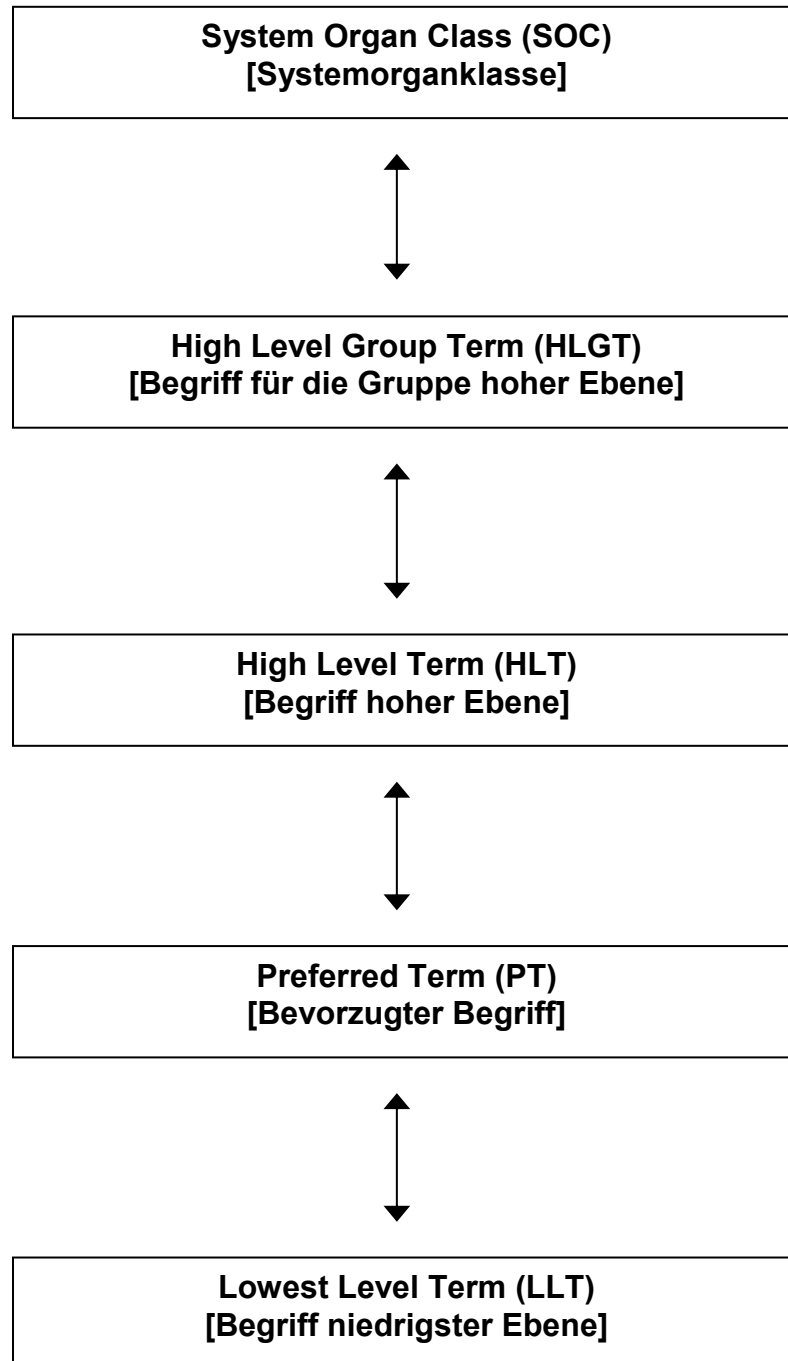 System Organ Class (SOC)
[Systemorganklasse]
High Level Group Term (HLGT)
[Begriff für die Gruppe hoher Ebene]
High Level Term (HLT)
[Begriff hoher Ebene]
Preferred Term (PT)
[Bevorzugter Begriff]
Lowest Level Term (LLT)
[Begriff niedrigster Ebene]